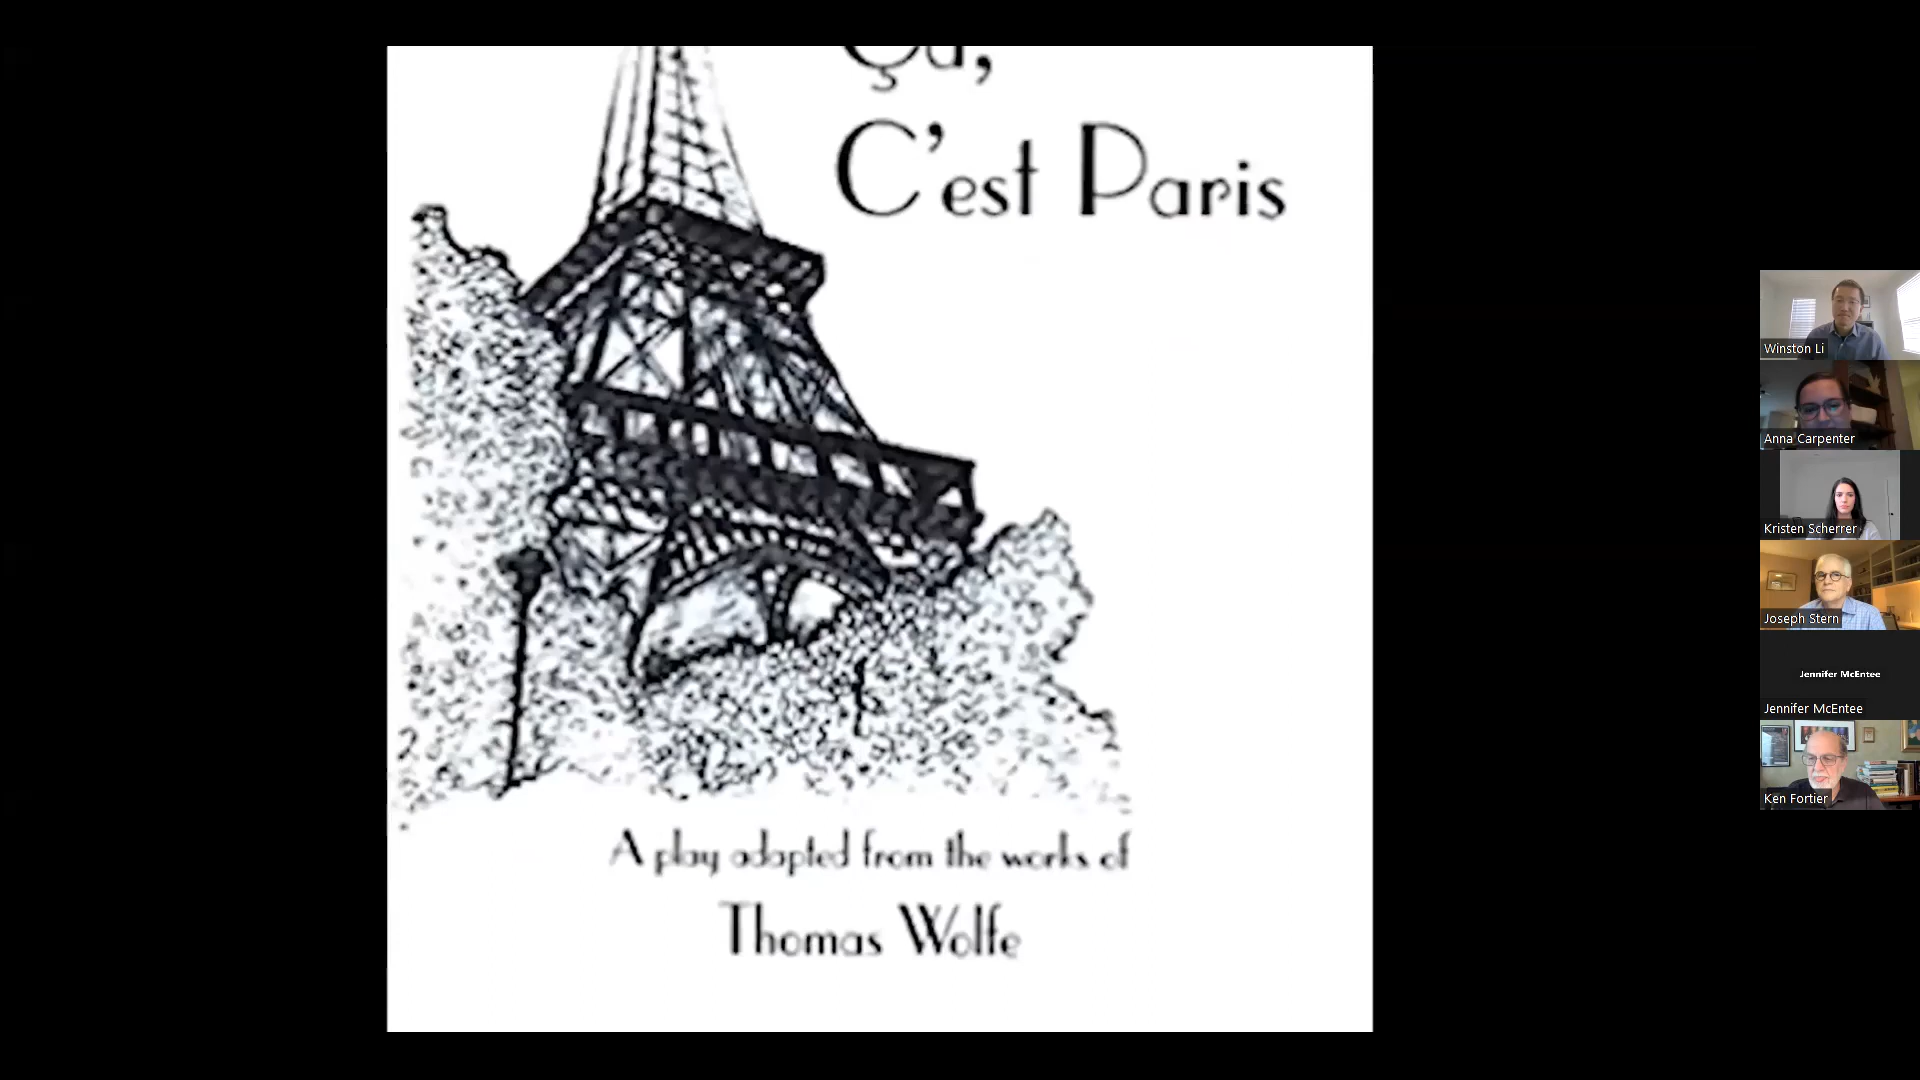 Ça,
C'est Paris
A play adapted from the works of
Thomas Wolfe
Winston Li
Anna Carpenter
Kristen Scherrer
Joseph Stern
Jennifer McEntee
Jennifer McEntee
Ken Fortier